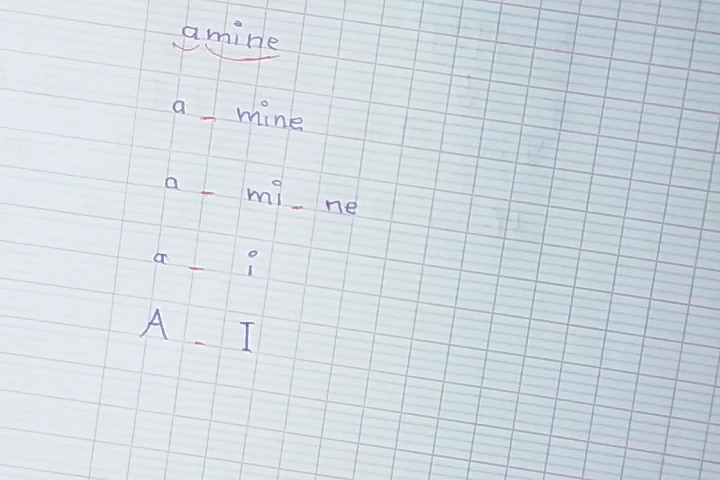 amine
a - mine
a - mi - ne
a - i
A - I